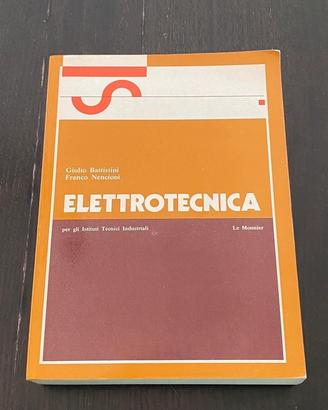 Giulio Battistini
Franco Nencioni
ELETTROTECNICA
per gli Istituti Tecnici Industriali Le Monnier